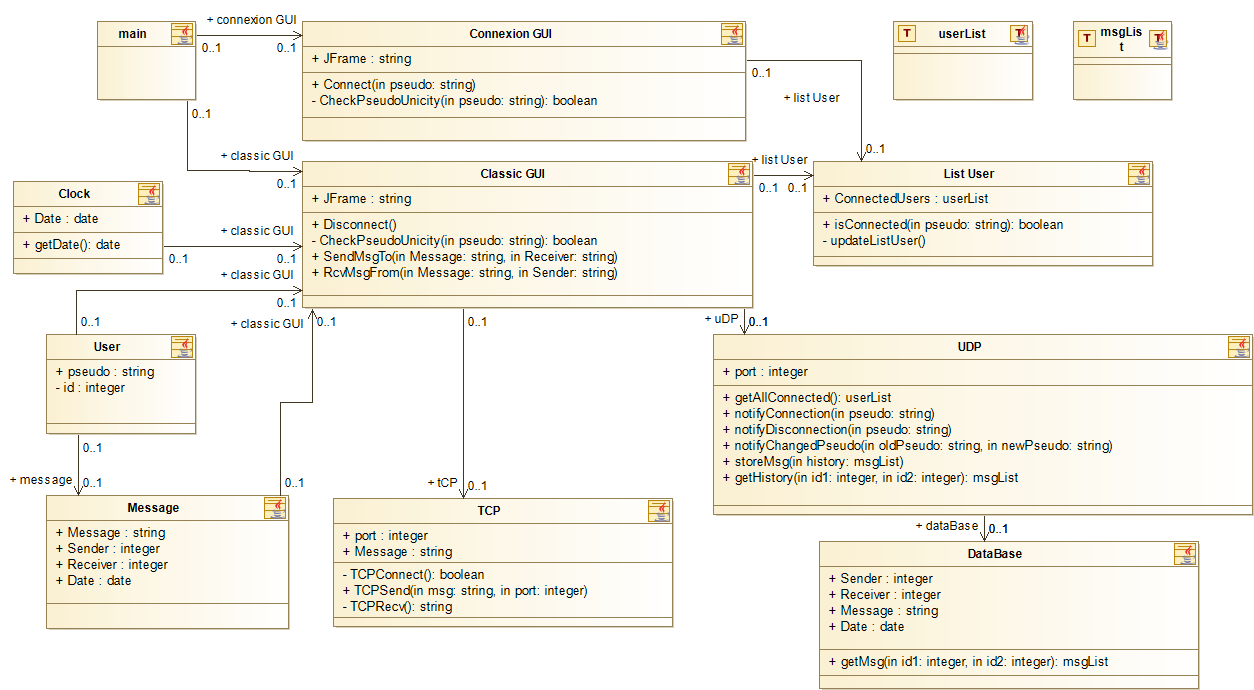 main
+ connexion GUI
0..1
0..1
Connexion GUI
+ JFrame : string
+ Connect(in pseudo: string)
- CheckPseudoUnicity(in pseudo: string): boolean
T
userList
T
T
msgLis
t
T
0..1
+ list User
0..1
0..1
+ classic GUI
0..1
Classic GUI
+ JFrame : string
+ Disconnect()
- CheckPseudoUnicity(in pseudo: string): boolean
+ SendMsgTo(in Message: string, in Receiver: string)
+ RcvMsgFrom(in Message: string, in Sender: string)
+ list User
0..1
0..1
List User
+ ConnectedUsers : userList
+ isConnected(in pseudo: string): boolean
- updateListUser()
Clock
+ Date : date
+ getDate(): date
+ classic GUI
0..1
0..1
+ classic GUI
0..1
0..1
+ classic GUI
0..1
0..1
+ uDP
0..1
User
+ pseudo : string
- id : integer
0..1
+ message
0..1
0..1
Message
+ Message : string
+ Sender : integer
+ Receiver : integer
+ Date : date
+ tCP
0..1
TCP
+ port : integer
+ Message : string
- TCPConnect(): boolean
+ TCPSend(in msg: string, in port: integer)
- TCPRecv(): string
UDP
+ port : integer
+ getAllConnected(): userList
+ notifyConnection(in pseudo: string)
+ notifyDisconnection(in pseudo: string)
+ notifyChangedPseudo(in oldPseudo: string, in newPseudo: string)
+ storeMsg(in history: msgList)
+ getHistory(in id1: integer, in id2: integer): msgList
+ dataBase
0..1
DataBase
+ Sender : integer
+ Receiver : integer
+ Message : string
+ Date : date
+ getMsg(in id1: integer, in id2: integer): msgList